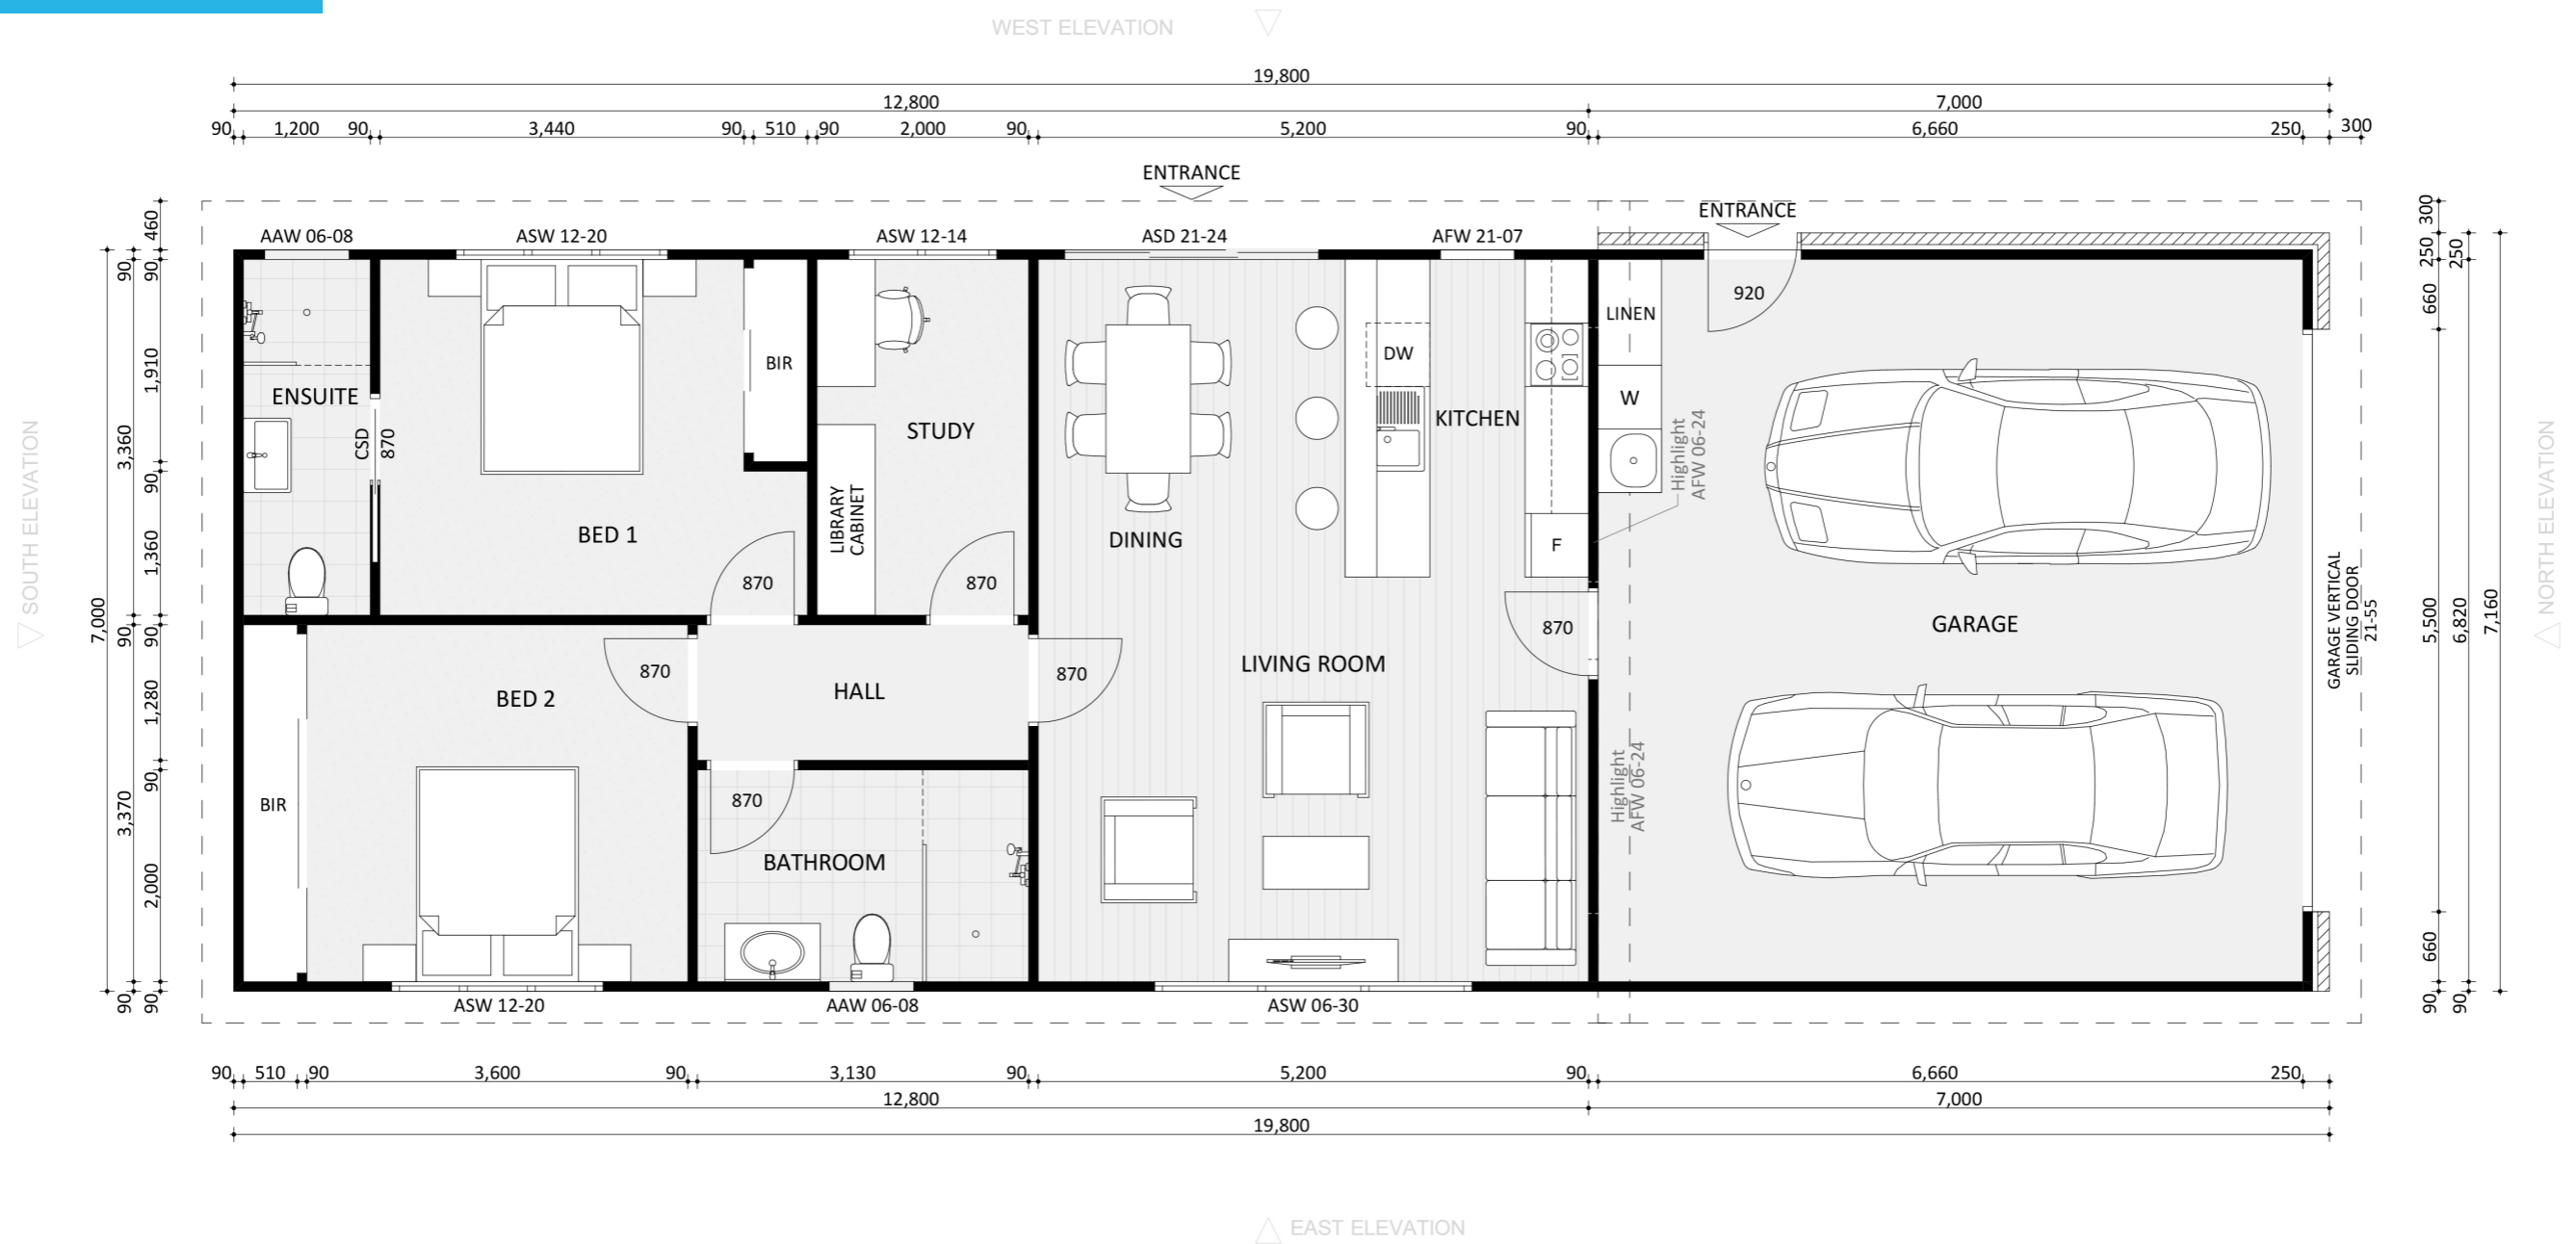 WEST ELEVATION
19,800
12,800 7,000
90 1,200 90 3,440 90 510 90 2,000 90 5,200 90 6,660 250 300
ENTRANCE
ENTRANCE
AAW 06-08 ASW 12-20 ASW 12-14 ASD 21-24 AFW 21-07
460
90 90
1,910
3,360
90
1,360
7,000
90 90
1,280
90
3,370
2,000
90 90
SOUTH ELEVATION
ENSUITE
CSD
870
BED 1
BIR
870
STUDY
LIBRARY
CABINET
870
DINING
DW
KITCHEN
F
LINEN
W
920
Highlight
AFW 06-24
870
GARAGE
LIVING ROOM
BED 2
870
HALL
870
BIR
870
BATHROOM
Highlight
AFW 06-24
GARAGE VERTICAL
SLIDING DOOR
21-55
300
250 250
660
5,500
6,820
7,160
660
90 90
NORTH ELEVATION
ASW 12-20 AAW 06-08 ASW 06-30
90 510 90 3,600 90 3,130 90 5,200 90 6,660 250
12,800 7,000
19,800
EAST ELEVATION